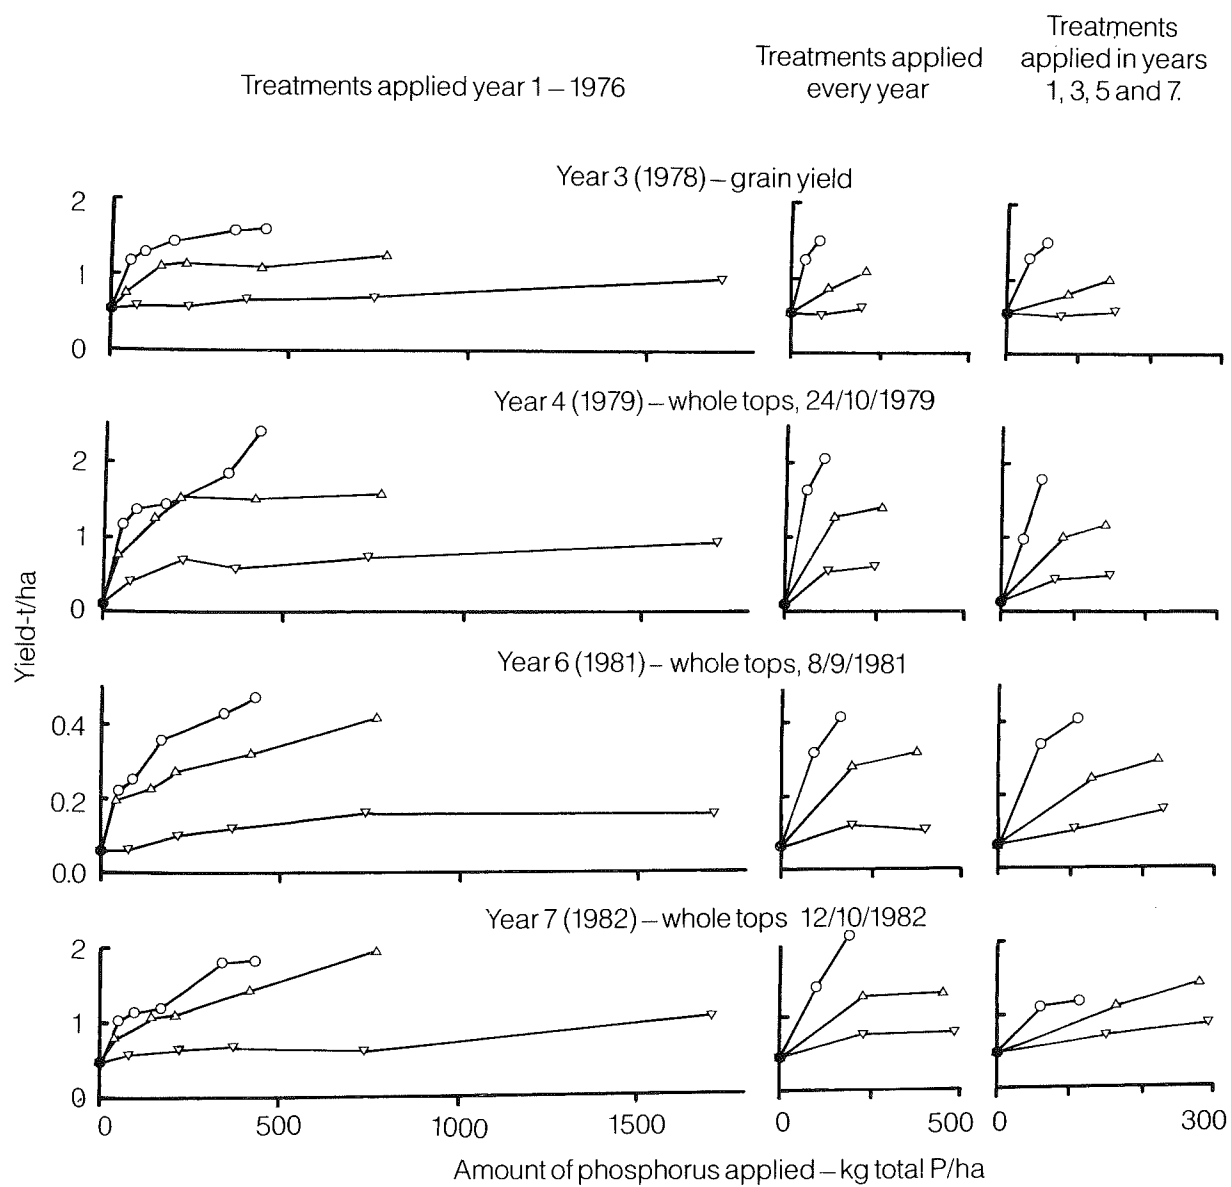 Treatments applied year 1 – 1976
Treatments applied
every year
Treatments
applied in years
1, 3, 5 and 7.
Year 3 (1978) – grain yield
2
1
0
Year 4 (1979) – whole tops, 24/10/1979
2
1
0
Yield-t/ha
Year 6 (1981) – whole tops, 8/9/1981
0.4
0.2
0.0
Year 7 (1982) – whole tops 12/10/1982
2
1
0
0 500 1000 1500 0 500 0 300
Amount of phosphorus applied – kg total P/ha